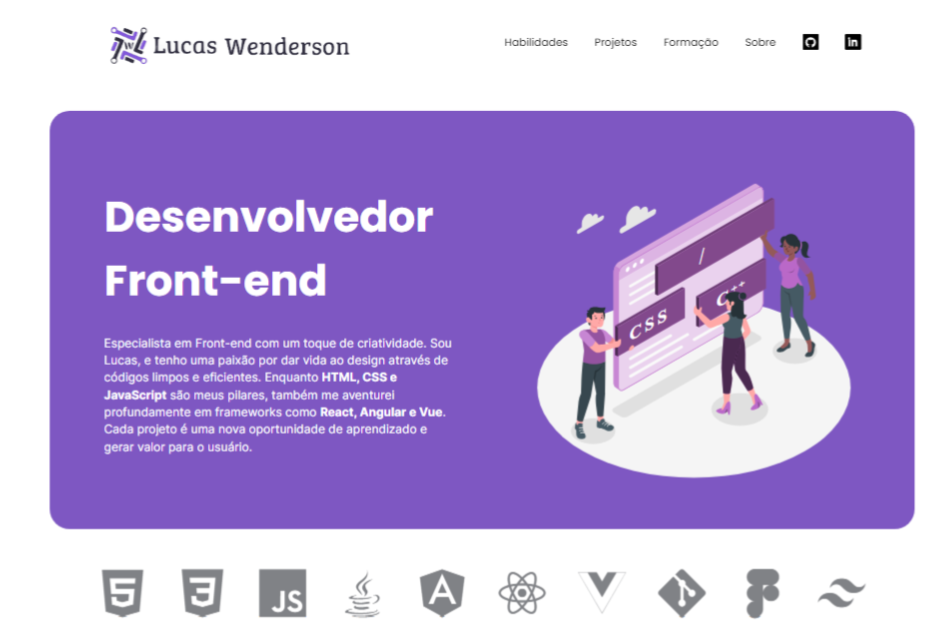 Lucas Wenderson
Habilidades
Projetos
Formação
Sobre
in
Desenvolvedor
Front-end
Especialista em Front-end com um toque de criatividade. Sou
Lucas, e tenho uma paixão por dar vida ao design através de
códigos limpos e eficientes. Enquanto HTML, CSS e
JavaScript são meus pilares, também me aventurei
profundamente em frameworks como React, Angular e Vue.
Cada projeto é uma nova oportunidade de aprendizado e
gerar valor para o usuário.
/
C++
CSS
5
3
JS
A